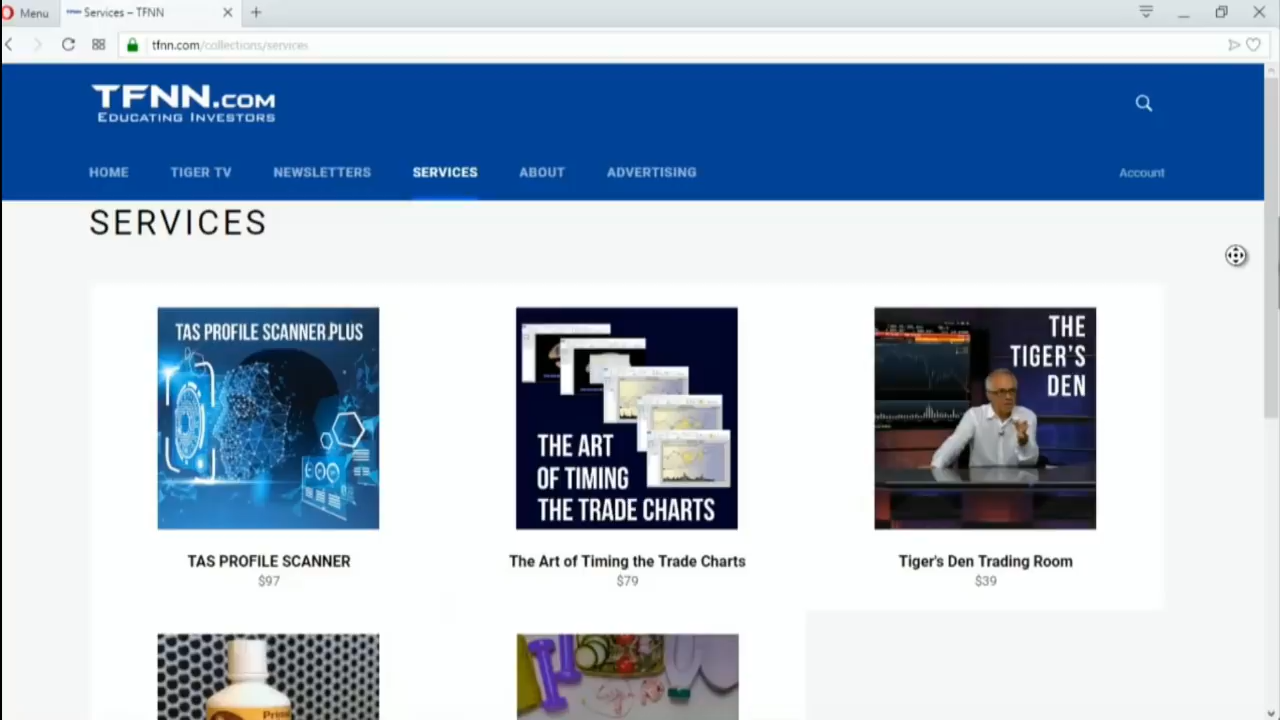 Menu
Services – TFNN
tfnn.com/collections/services
TFNN.COM
EDUCATING INVESTORS
HOME
TIGER TV
NEWSLETTERS
SERVICES
ABOUT
ADVERTISING
Account
SERVICES
TAS PROFILE SCANNER PLUS
THE ART
OF TIMING
THE TRADE CHARTS
THE
TIGER'S
DEN
TAS PROFILE SCANNER
$97
The Art of Timing the Trade Charts
$79
Tiger's Den Trading Room
$39